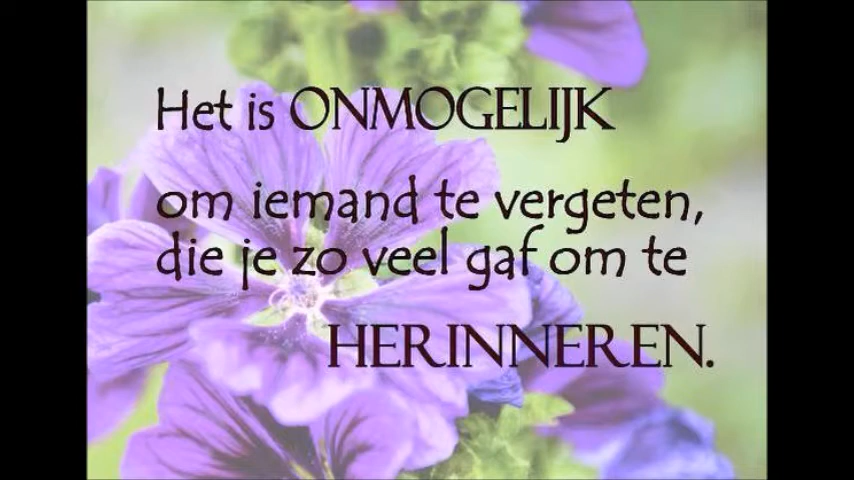 Het is ONMOGELIJK
om iemand te vergeten,
die je zo veel gaf om te
HERINNEREN.